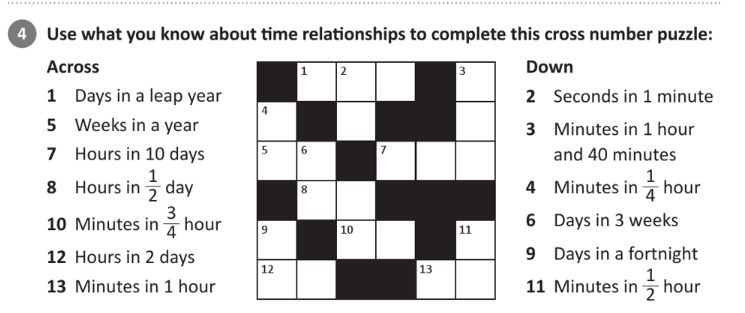 4 Use what you know about time relationships to complete this cross number puzzle:
Across
1 Days in a leap year
5 Weeks in a year
7 Hours in 10 days
8 Hours in 1/2 day
10 Minutes in 3/4 hour
12 Hours in 2 days
13 Minutes in 1 hour
1 2 3
4
5 6 7
8
9 10 11
12 13
Down
2 Seconds in 1 minute
3 Minutes in 1 hour
and 40 minutes
4 Minutes in 1/4 hour
6 Days in 3 weeks
9 Days in a fortnight
11 Minutes in 1/2 hour